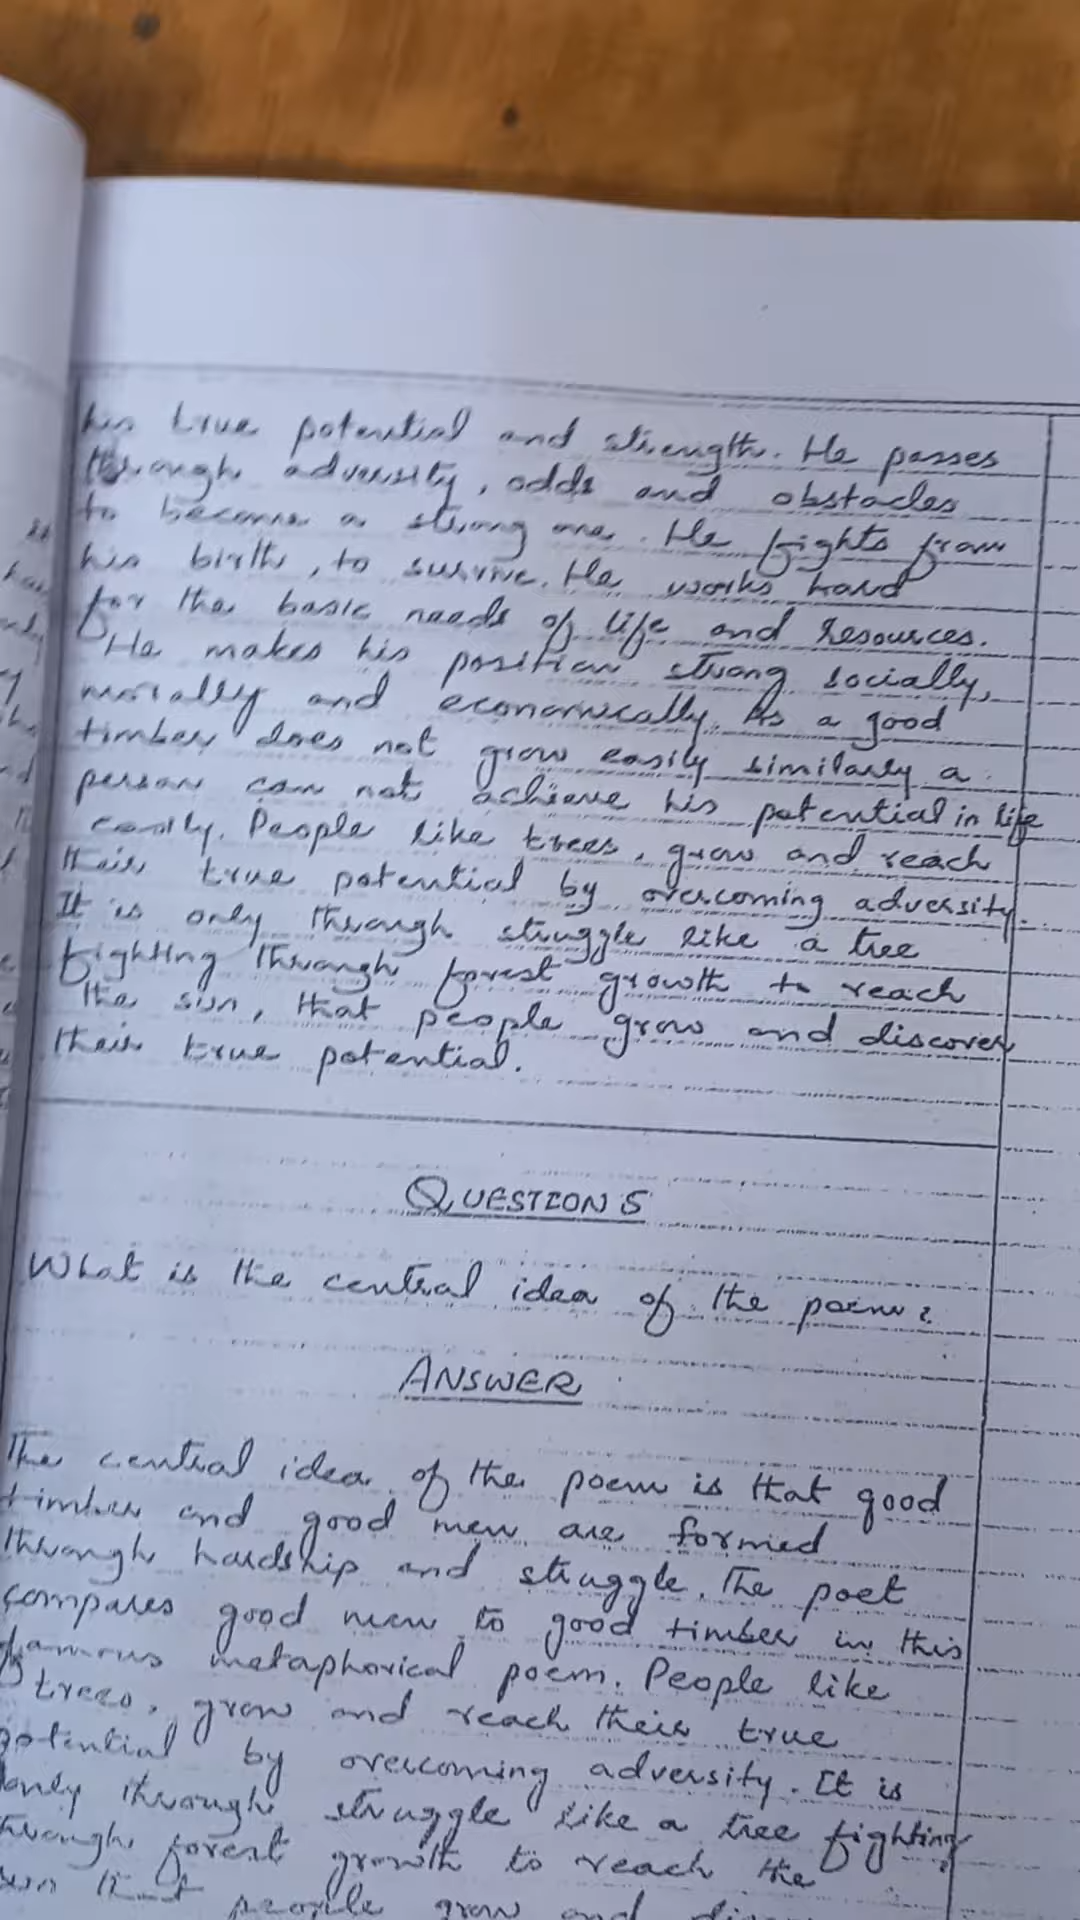 his true potential and strength. He passes
through adversity, odds and obstacles
to become a strong one. He fights from
his birth, to survive. He works hard
for the basic needs of life and resources.
He makes his position strong socially,
morally and economically. As a good
timber does not grow easily similarly a
person can not achieve his potential in life
easily. People like trees, grow and reach
their true potential by overcoming adversity.
It is only through struggle like a tree
fighting through forest growth to reach
the sun, that people grow and discover
their true potential.
QUESTION 5
What is the central idea of the poem?
ANSWER
The central idea of the poem is that good
timber and good men are formed
through hardship and struggle. The poet
compares good men to good timber in this
famous metaphorical poem. People like
trees, grow and reach their true
potential by overcoming adversity. It is
only through struggle like a tree fighting
through forest growth to reach the
sun that people grow and